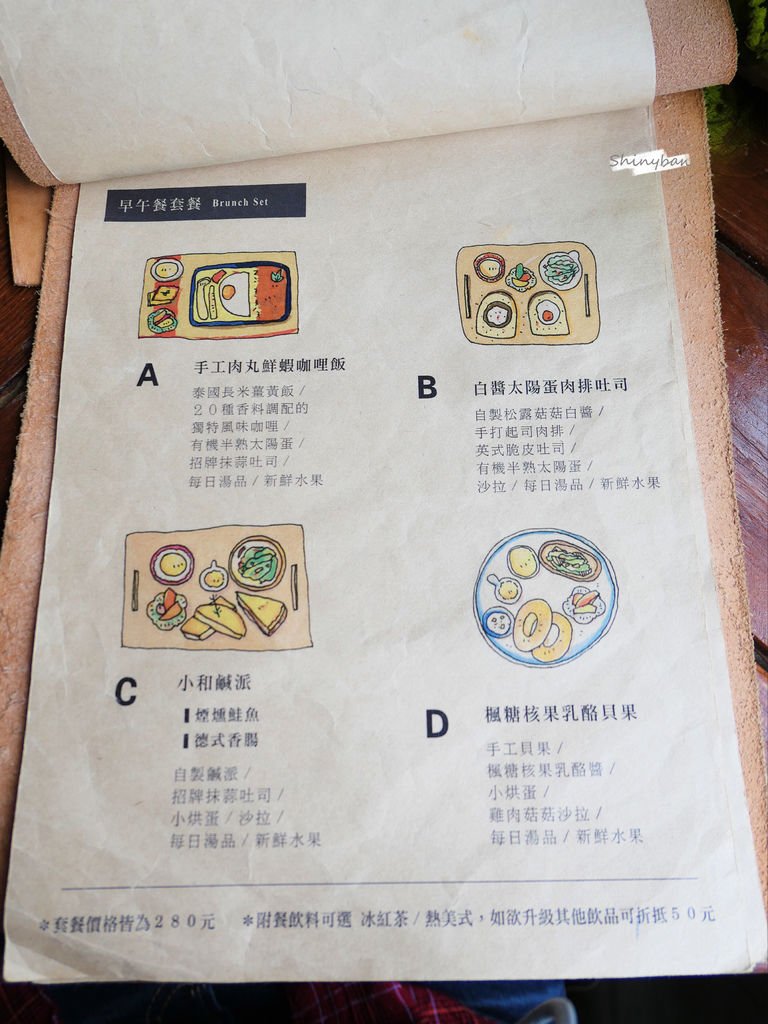 Shinyban
早午餐套餐 Brunch Set
A 手工肉丸鮮蝦咖哩飯
泰國長米薑黃飯 /
２０種香料調配的
獨特風味咖哩 /
有機半熟太陽蛋 /
招牌抹蒜吐司 /
每日湯品 / 新鮮水果
B 白醬太陽蛋肉排吐司
自製松露菇菇白醬 /
手打起司肉排 /
英式脆皮吐司 /
有機半熟太陽蛋 /
沙拉 / 每日湯品 / 新鮮水果
C 小和鹹派
煙燻鮭魚
德式香腸
自製鹹派 /
招牌抹蒜吐司 /
小烘蛋 / 沙拉 /
每日湯品 / 新鮮水果
D 楓糖核果乳酪貝果
手工貝果 /
楓糖核果乳酪醬 /
小烘蛋 /
雞肉菇菇沙拉 /
每日湯品 / 新鮮水果
＊套餐價格皆為２８０元 ＊附餐飲料可選 冰紅茶 / 熱美式，如欲升級其他飲品可折抵５０元